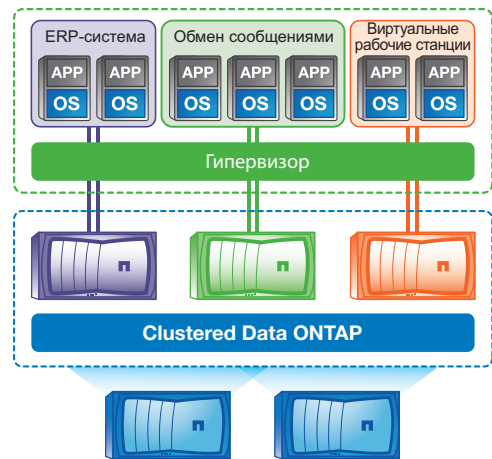 ERP-система
Обмен сообщениями
Виртуальные
рабочие станции
APP APP APP APP APP APP APP
OS OS OS OS OS OS OS
Гипервизор
Clustered Data ONTAP